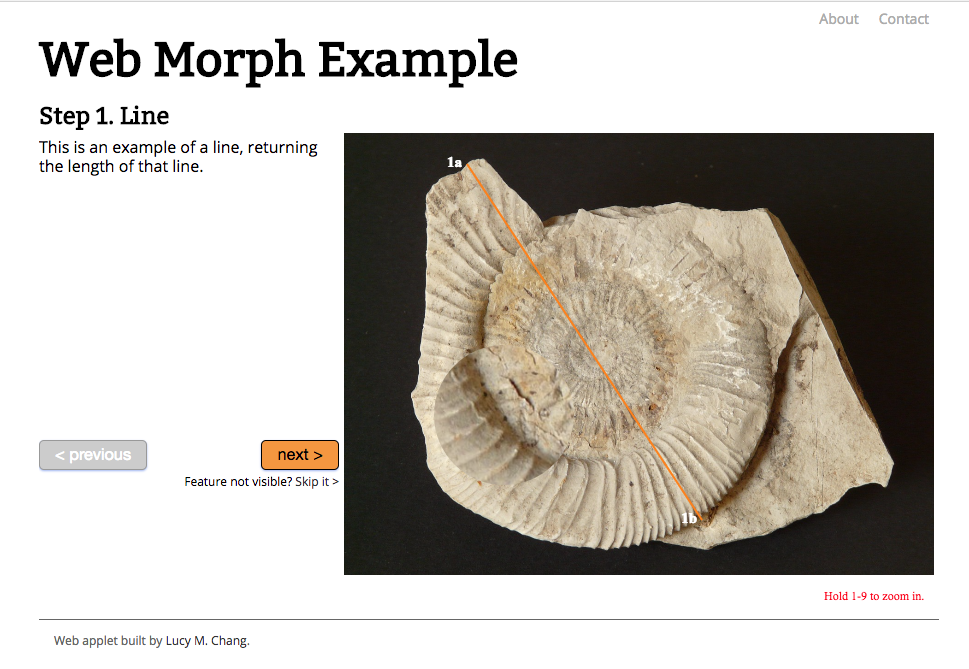 About Contact
Web Morph Example
Step 1. Line
This is an example of a line, returning
the length of that line.
1a
1b
< previous
next >
Feature not visible? Skip it >
Hold 1-9 to zoom in.
Web applet built by Lucy M. Chang.